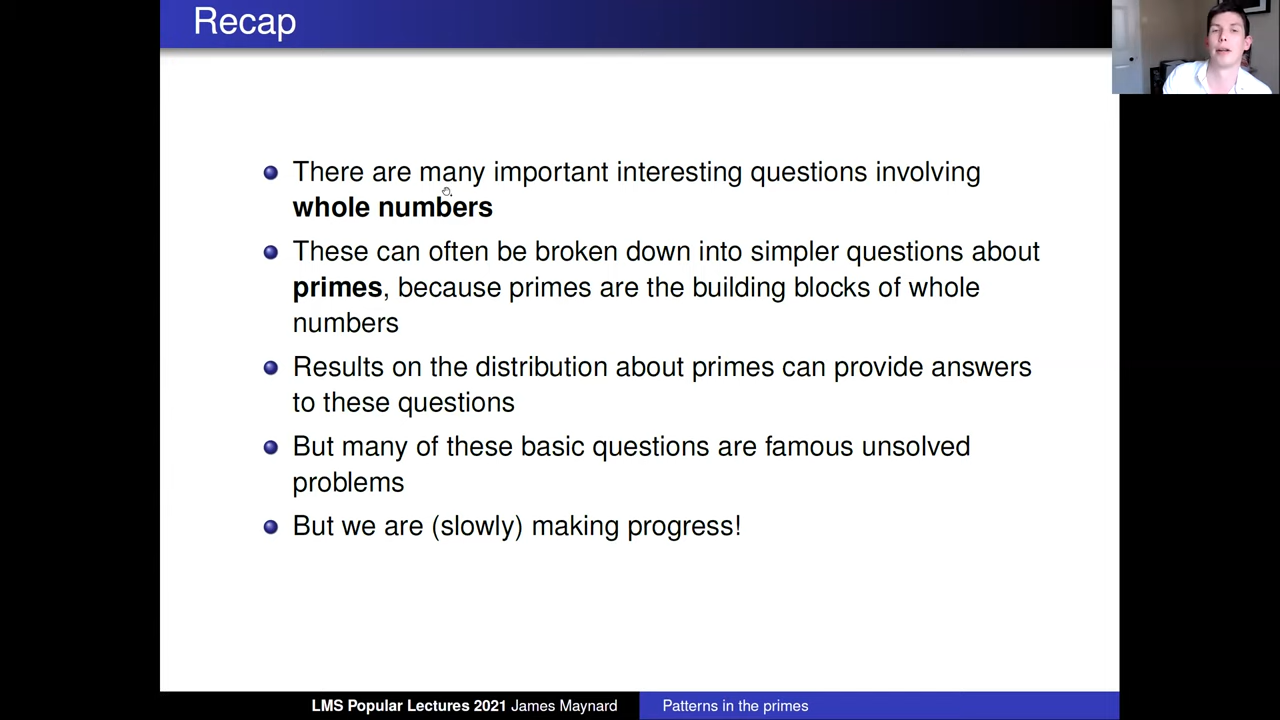 Recap
There are many important interesting questions involving
whole numbers
These can often be broken down into simpler questions about
primes, because primes are the building blocks of whole
numbers
Results on the distribution about primes can provide answers
to these questions
But many of these basic questions are famous unsolved
problems
But we are (slowly) making progress!
LMS Popular Lectures 2021 James Maynard
Patterns in the primes